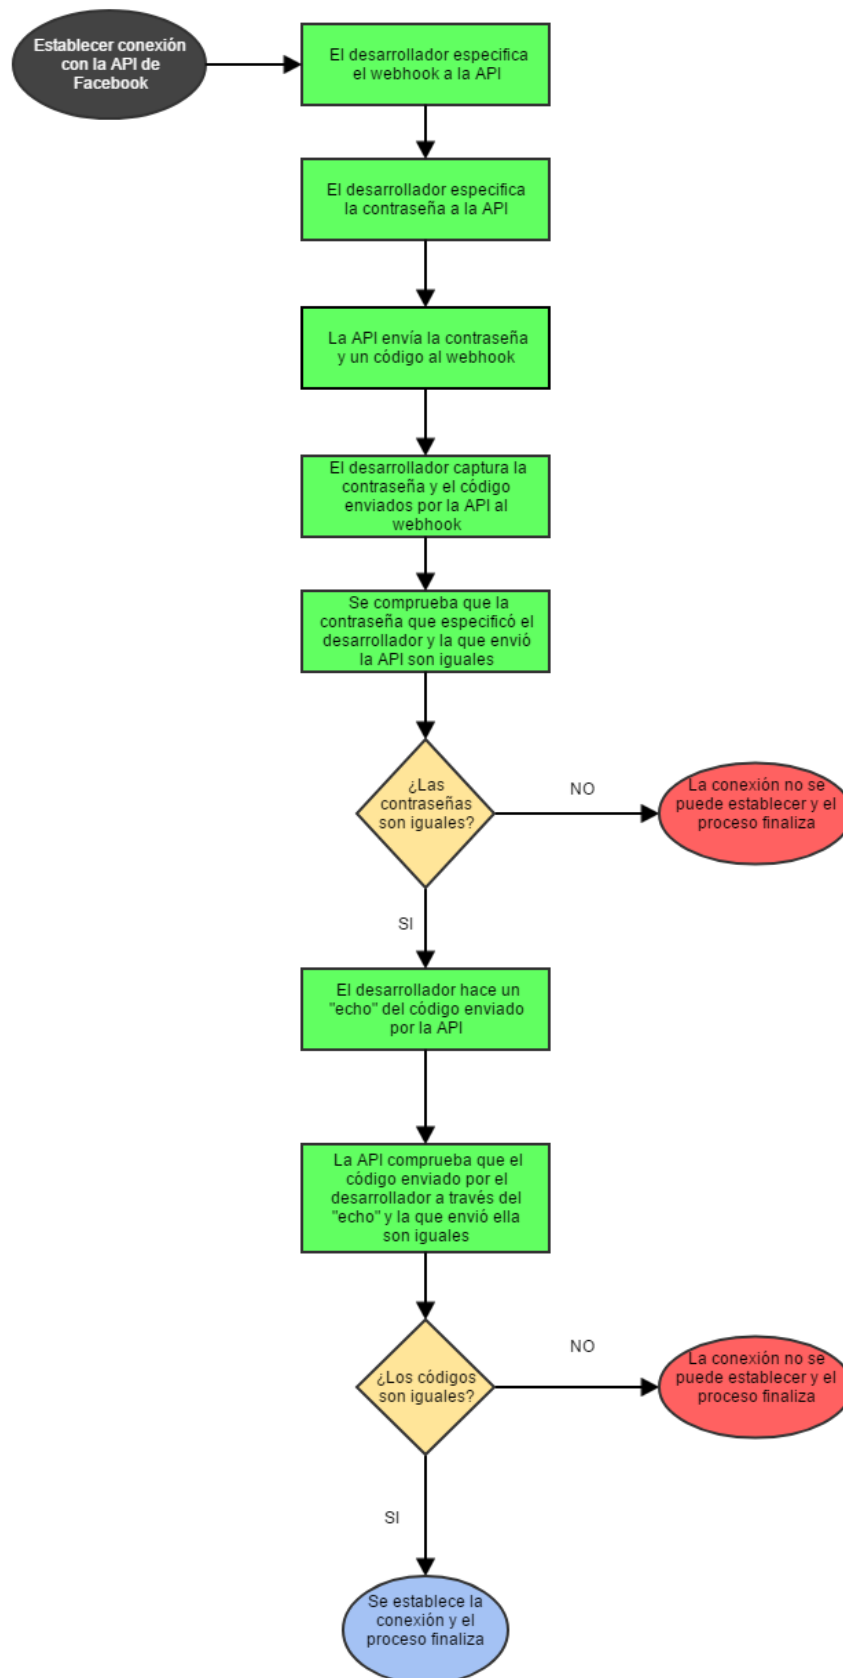 Establecer conexión
con la API de
Facebook
El desarrollador especifica
el webhook a la API
El desarrollador especifica
la contraseña a la API
La API envía la contraseña
y un código al webhook
El desarrollador captura la
contraseña y el código
enviados por la API al
webhook
Se comprueba que la
contraseña que especificó el
desarrollador y la que envió
la API son iguales
¿Las
contraseñas
son iguales?
NO
La conexión no se
puede establecer y el
proceso finaliza
SI
El desarrollador hace un
"echo" del código enviado
por la API
La API comprueba que el
código enviado por el
desarrollador a través del
"echo" y la que envió ella
son iguales
¿Los códigos
son iguales?
NO
La conexión no se
puede establecer y el
proceso finaliza
SI
Se establece la
conexión y el
proceso finaliza